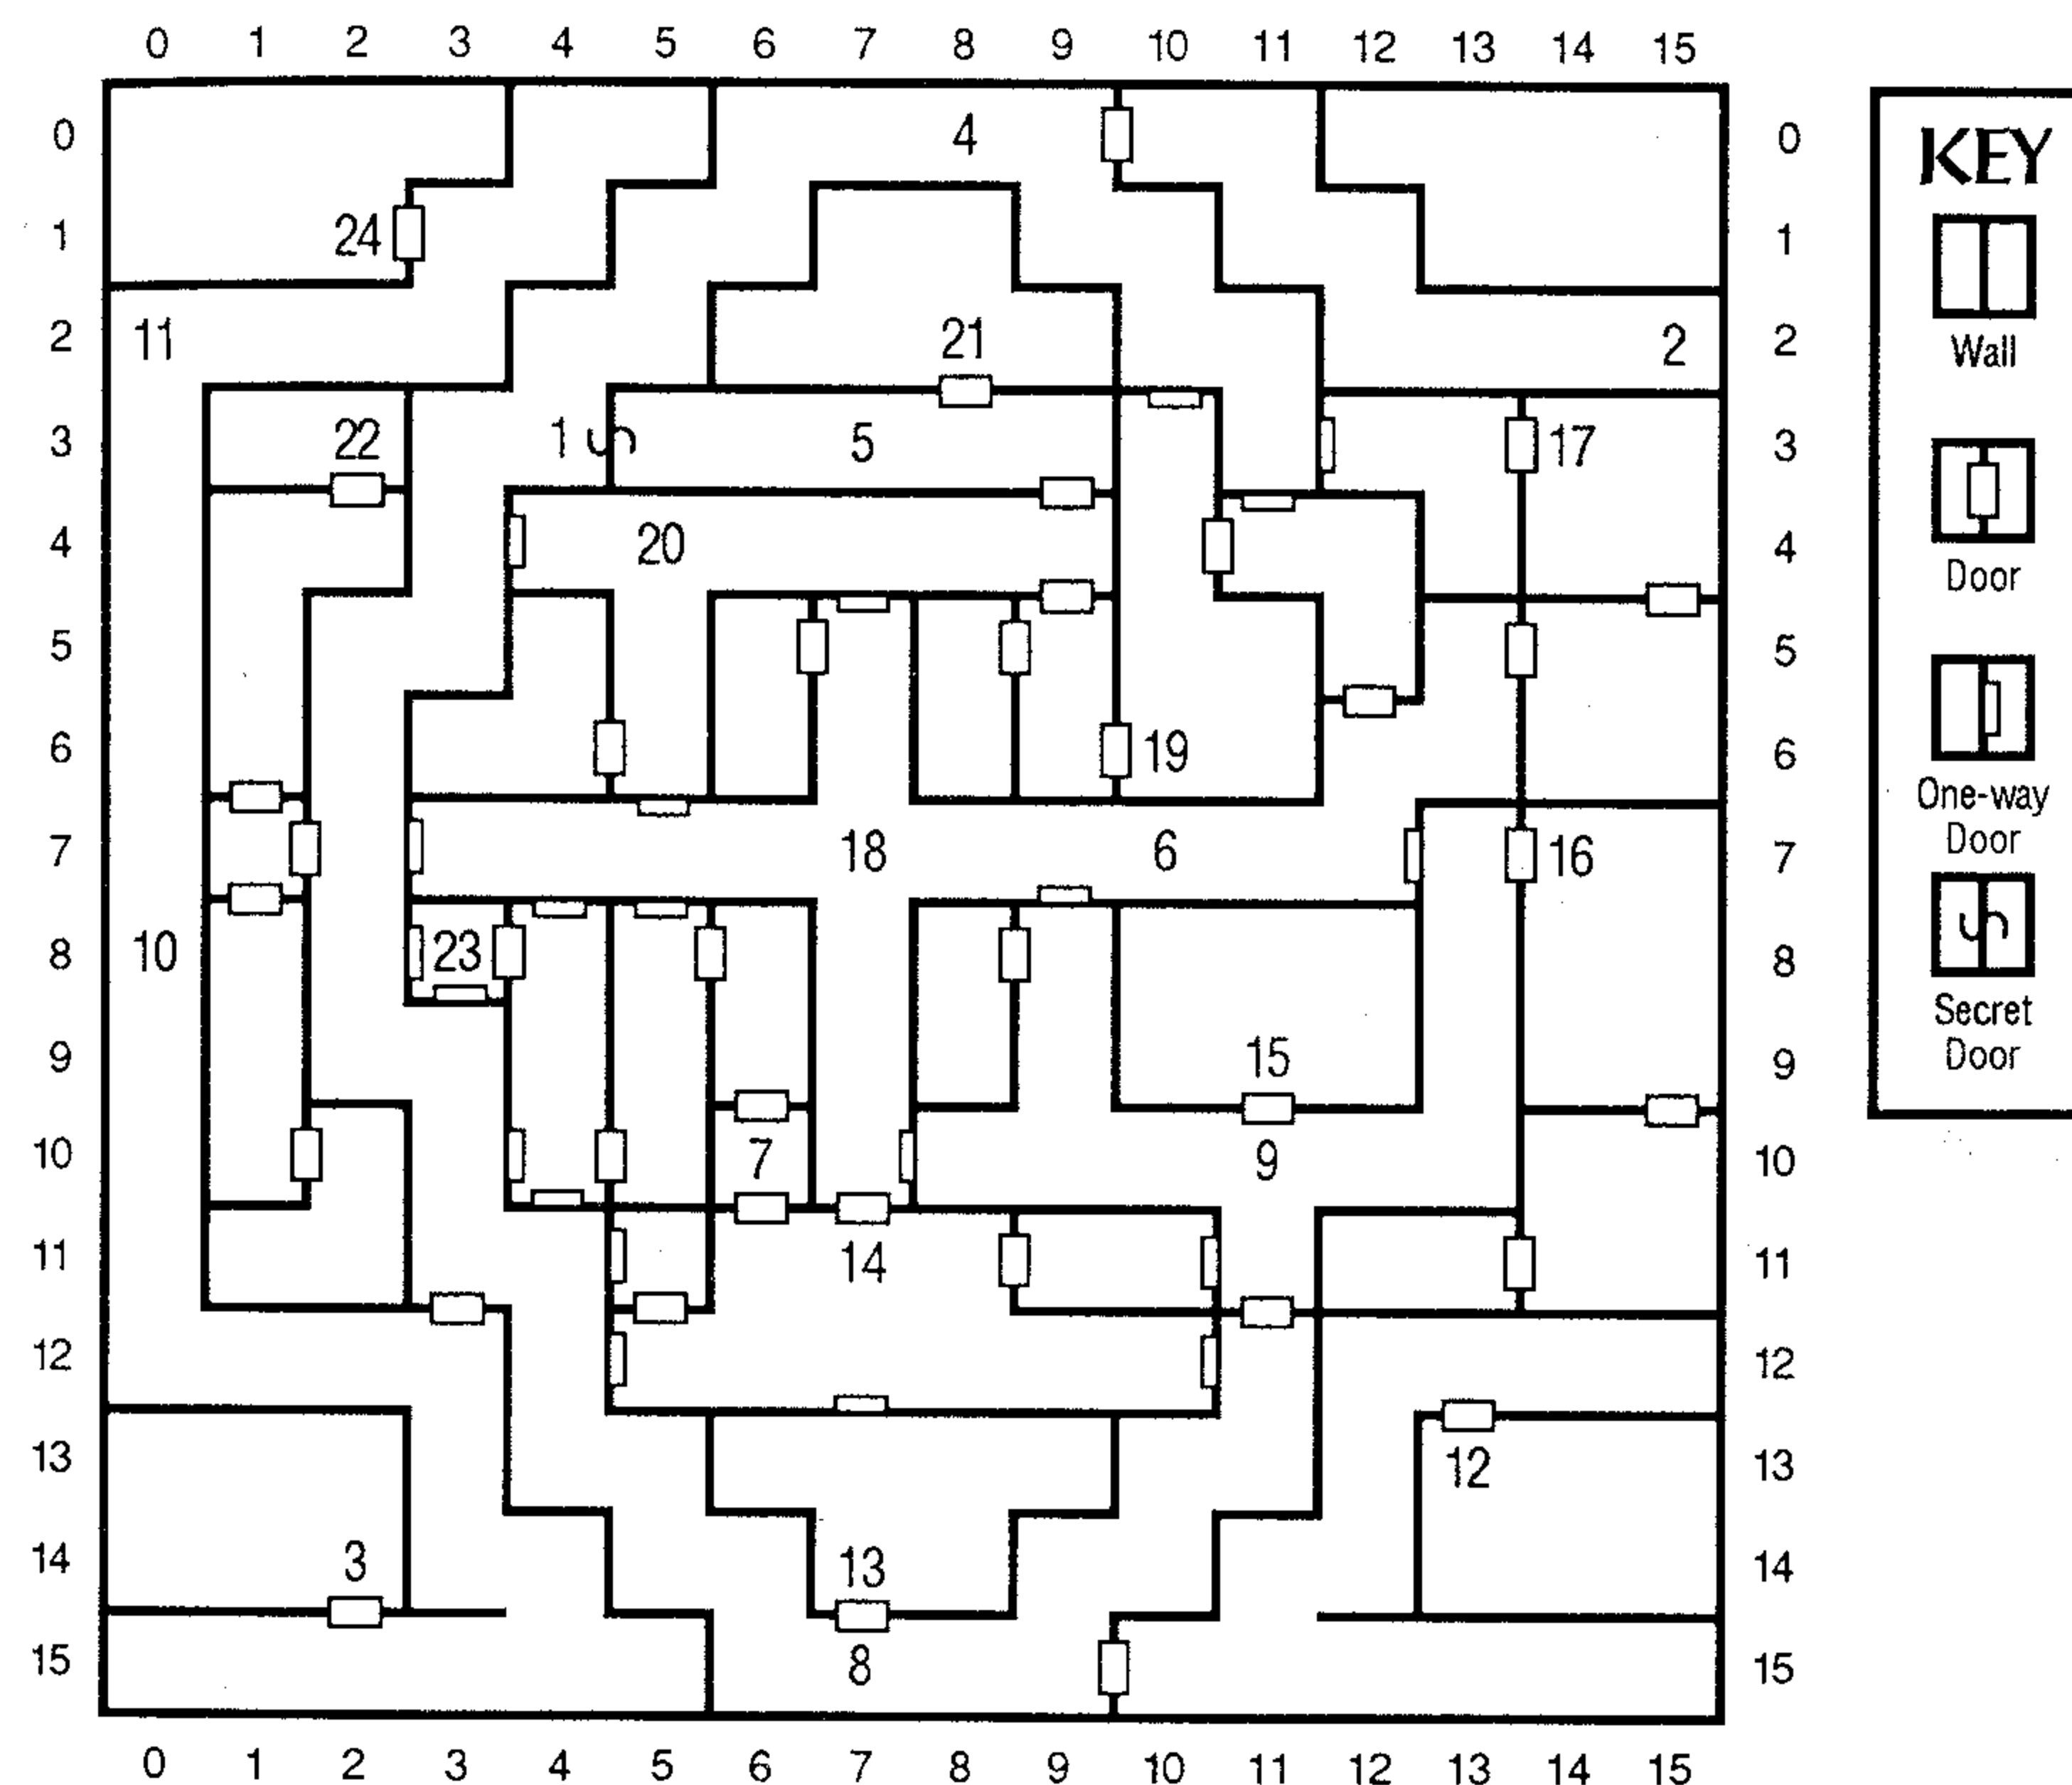 0 1 2 3 4 5 6 7 8 9 10 11 12 13 14 15
0 4 0
KEY
1 24 1
2 11 21 2 2
Wall
3 22 1 S 5 17 3
4 20 4
Door
5 5
6 19 6
One-way
Door
7 18 6 16 7
8 10 23 8
S
Secret
Door
9 15 9
10 7 9 10
11 14 11
12 12
13 12 13
14 3 13 14
15 8 15
0 1 2 3 4 5 6 7 8 9 10 11 12 13 14 15